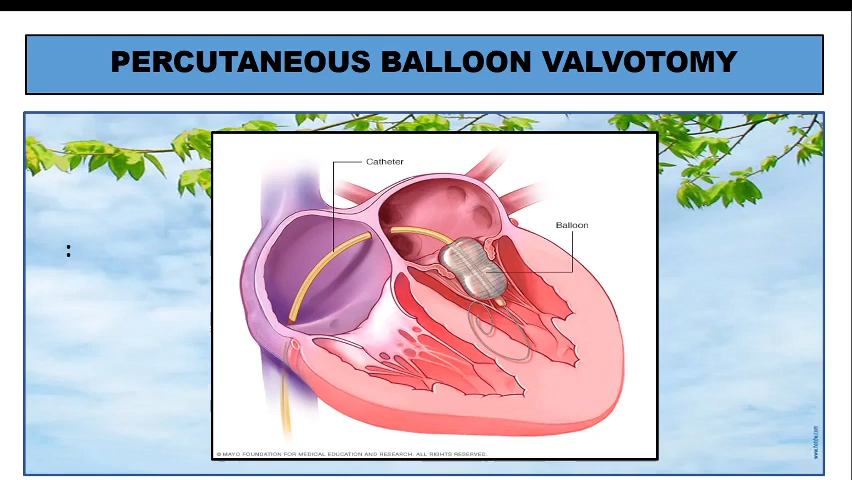 PERCUTANEOUS BALLOON VALVOTOMY
Catheter
Balloon
:
© MAYO FOUNDATION FOR MEDICAL EDUCATION AND RESEARCH. ALL RIGHTS RESERVED.